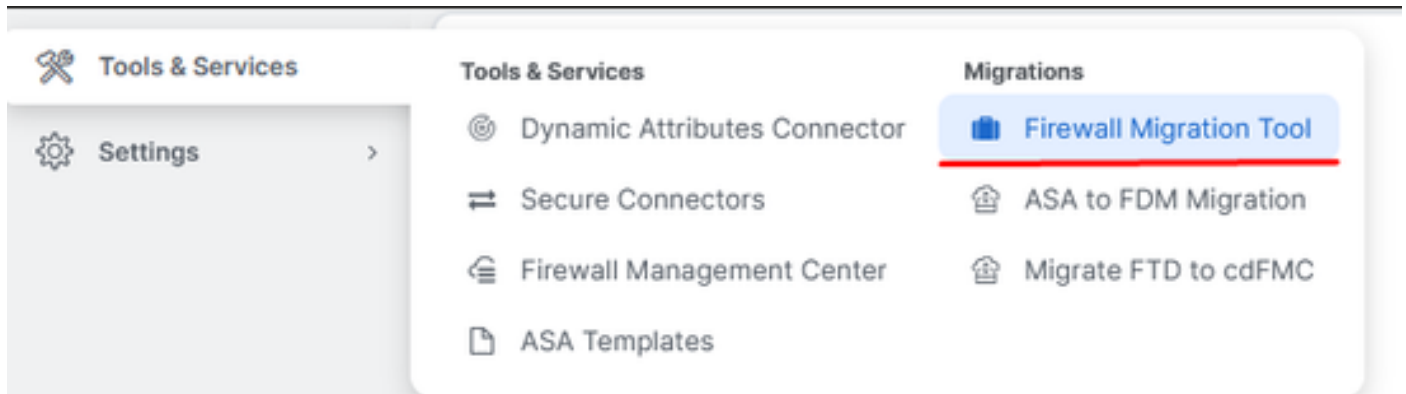 Tools & Services
Settings
Tools & Services
Dynamic Attributes Connector
Secure Connectors
Firewall Management Center
ASA Templates
Migrations
Firewall Migration Tool
ASA to FDM Migration
Migrate FTD to cdFMC